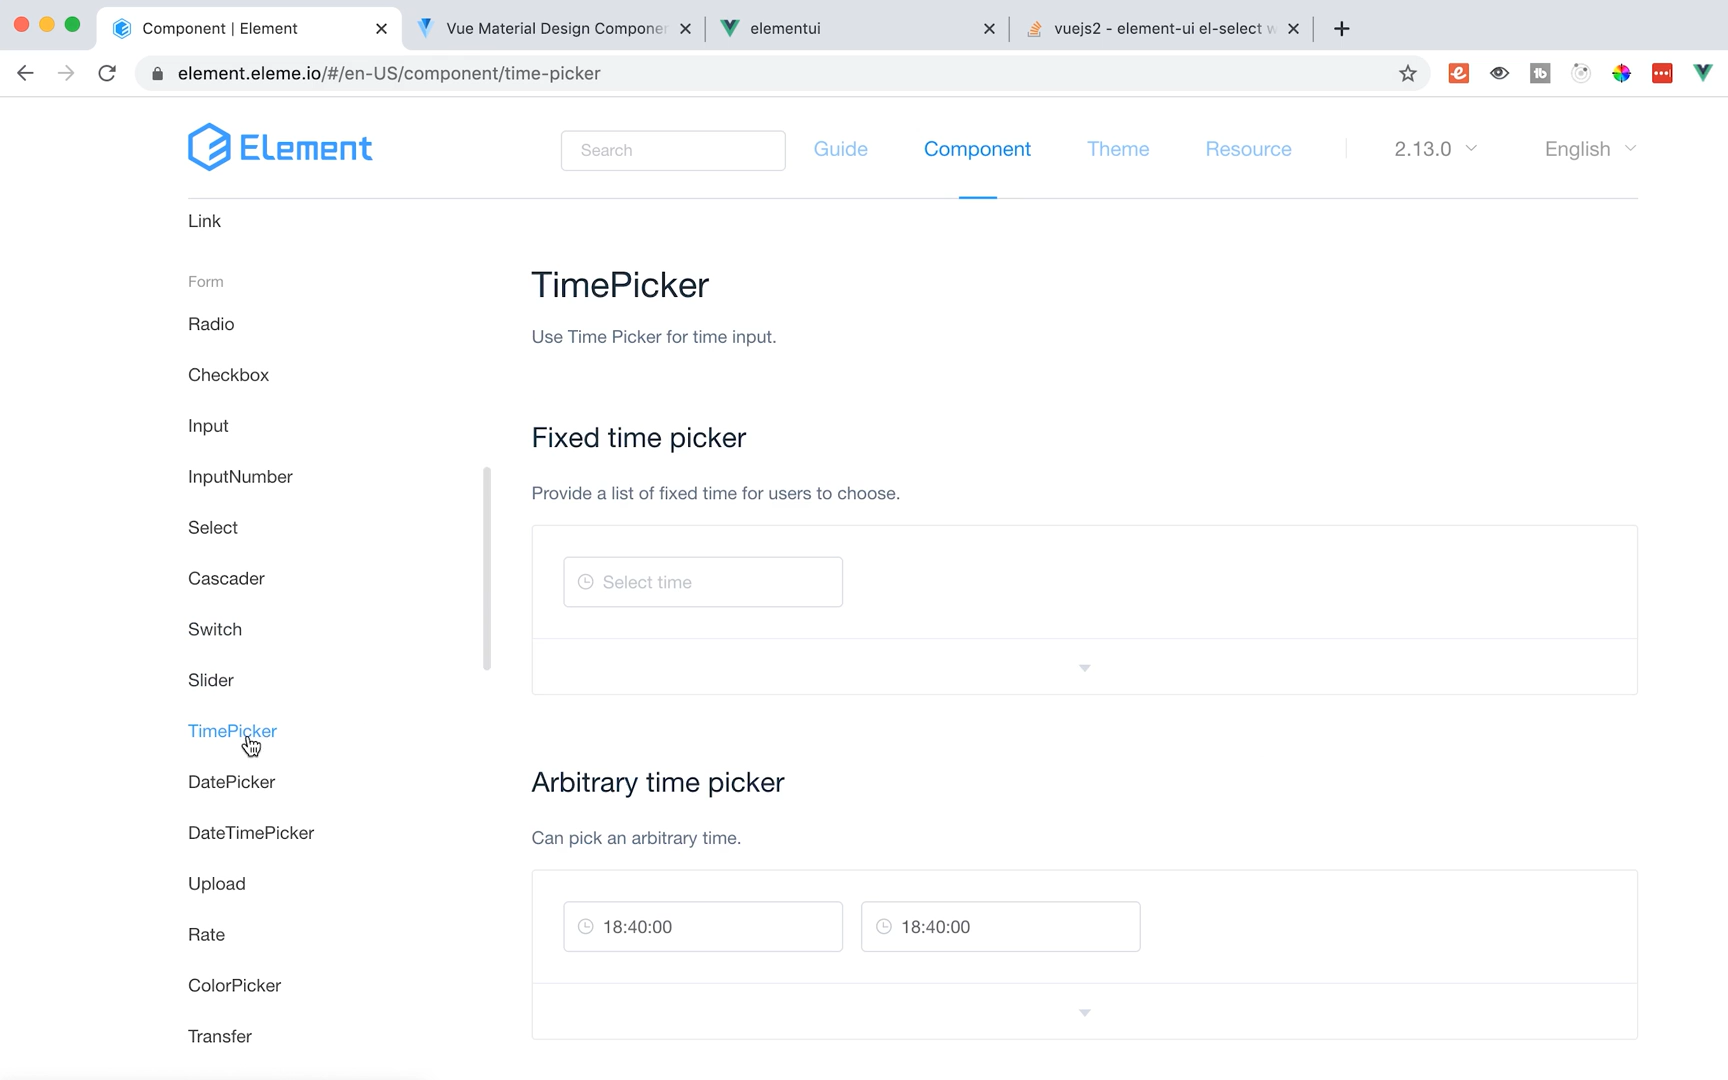 Component | Element
Vue Material Design Componen
elementui
vuejs2 - element-ui el-select w
element.eleme.io/#/en-US/component/time-picker
Element
Search
Guide
Component
Theme
Resource
2.13.0
English
Link
Form
Radio
Checkbox
Input
InputNumber
Select
Cascader
Switch
Slider
TimePicker
DatePicker
DateTimePicker
Upload
Rate
ColorPicker
Transfer
TimePicker
Use Time Picker for time input.
Fixed time picker
Provide a list of fixed time for users to choose.
Select time
Arbitrary time picker
Can pick an arbitrary time.
18:40:00
18:40:00